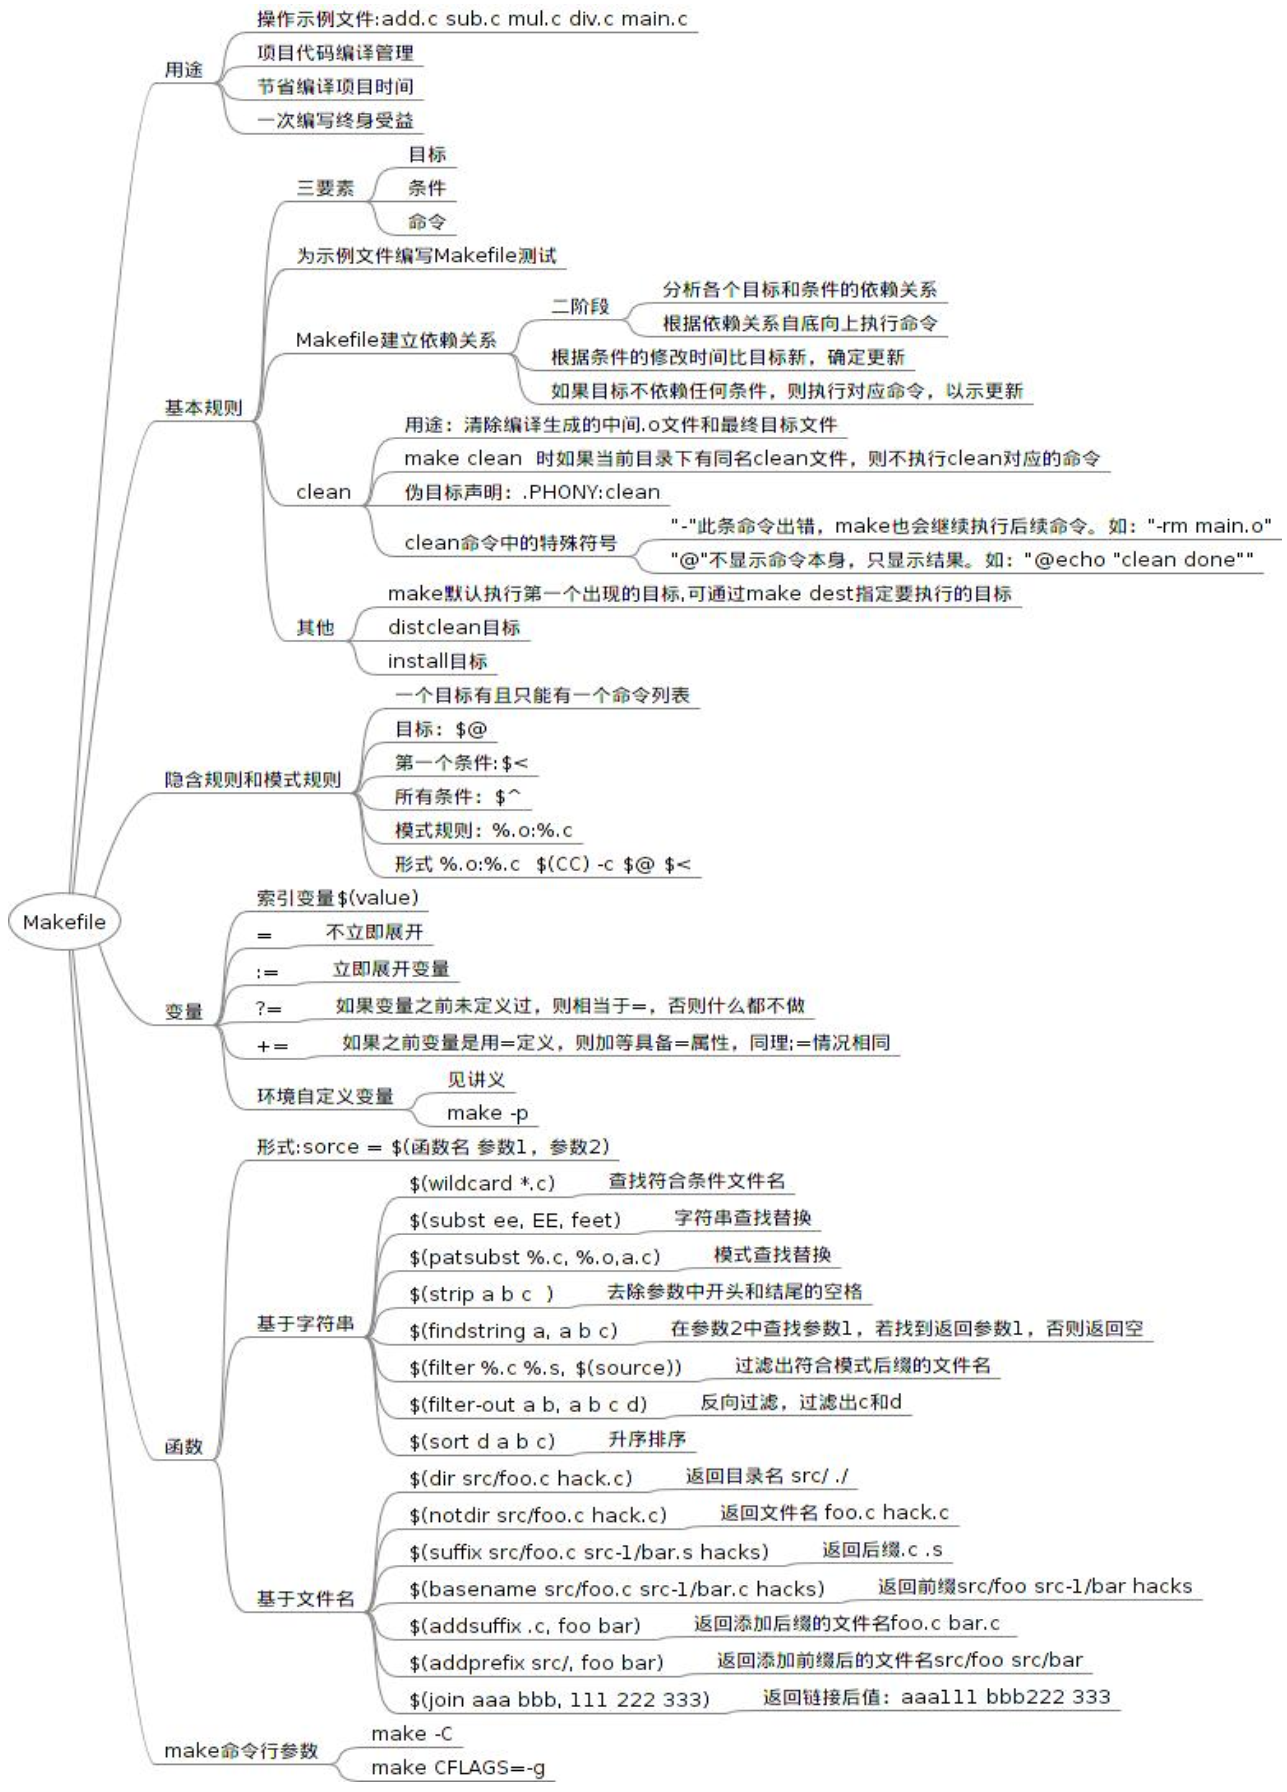 操作示例文件:add.c sub.c mul.c div.c main.c
项目代码编译管理
用途
节省编译项目时间
一次编写终身受益
目标
三要素
条件
命令
为示例文件编写Makefile测试
分析各个目标和条件的依赖关系
二阶段
根据依赖关系自底向上执行命令
Makefile建立依赖关系
根据条件的修改时间比目标新，确定更新
如果目标不依赖任何条件，则执行对应命令，以示更新
基本规则
用途：清除编译生成的中间.o文件和最终目标文件
make clean 时如果当前目录下有同名clean文件，则不执行clean对应的命令
clean
伪目标声明：.PHONY:clean
"-"此条命令出错，make也会继续执行后续命令。如："-rm main.o"
clean命令中的特殊符号
"@"不显示命令本身，只显示结果。如："@echo "clean done""
make默认执行第一个出现的目标,可通过make dest指定要执行的目标
其他
distclean目标
install目标
一个目标有且只能有一个命令列表
目标：$@
第一个条件:$<
隐含规则和模式规则
所有条件：$^
模式规则：%.o:%.c
形式 %.o:%.c $(CC) -c $@ $<
Makefile
索引变量$(value)
= 不立即展开
:= 立即展开变量
变量
?= 如果变量之前未定义过，则相当于=，否则什么都不做
+= 如果之前变量是用=定义，则加等具备=属性，同理:=情况相同
见讲义
环境自定义变量
make -p
形式:sorce = $(函数名 参数1，参数2)
$(wildcard *.c) 查找符合条件文件名
$(subst ee, EE, feet) 字符串查找替换
$(patsubst %.c, %.o,a.c) 模式查找替换
$(strip a b c ) 去除参数中开头和结尾的空格
基于字符串
$(findstring a, a b c) 在参数2中查找参数1，若找到返回参数1，否则返回空
$(filter %.c %.s, $(source)) 过滤出符合模式后缀的文件名
$(filter-out a b, a b c d) 反向过滤，过滤出c和d
$(sort d a b c) 升序排序
函数
$(dir src/foo.c hack.c) 返回目录名 src/ ./
$(notdir src/foo.c hack.c) 返回文件名 foo.c hack.c
$(suffix src/foo.c src-1/bar.s hacks) 返回后缀.c .s
基于文件名
$(basename src/foo.c src-1/bar.c hacks) 返回前缀src/foo src-1/bar hacks
$(addsuffix .c, foo bar) 返回添加后缀的文件名foo.c bar.c
$(addprefix src/, foo bar) 返回添加前缀后的文件名src/foo src/bar
$(join aaa bbb, 111 222 333) 返回链接后值：aaa111 bbb222 333
make命令行参数
make -C
make CFLAGS=-g